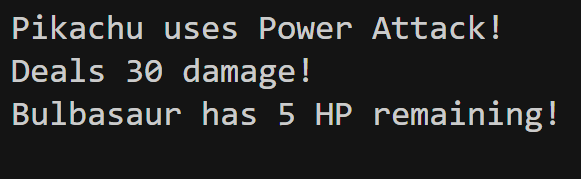 Pikachu uses Power Attack!
Deals 30 damage!
Bulbasaur has 5 HP remaining!